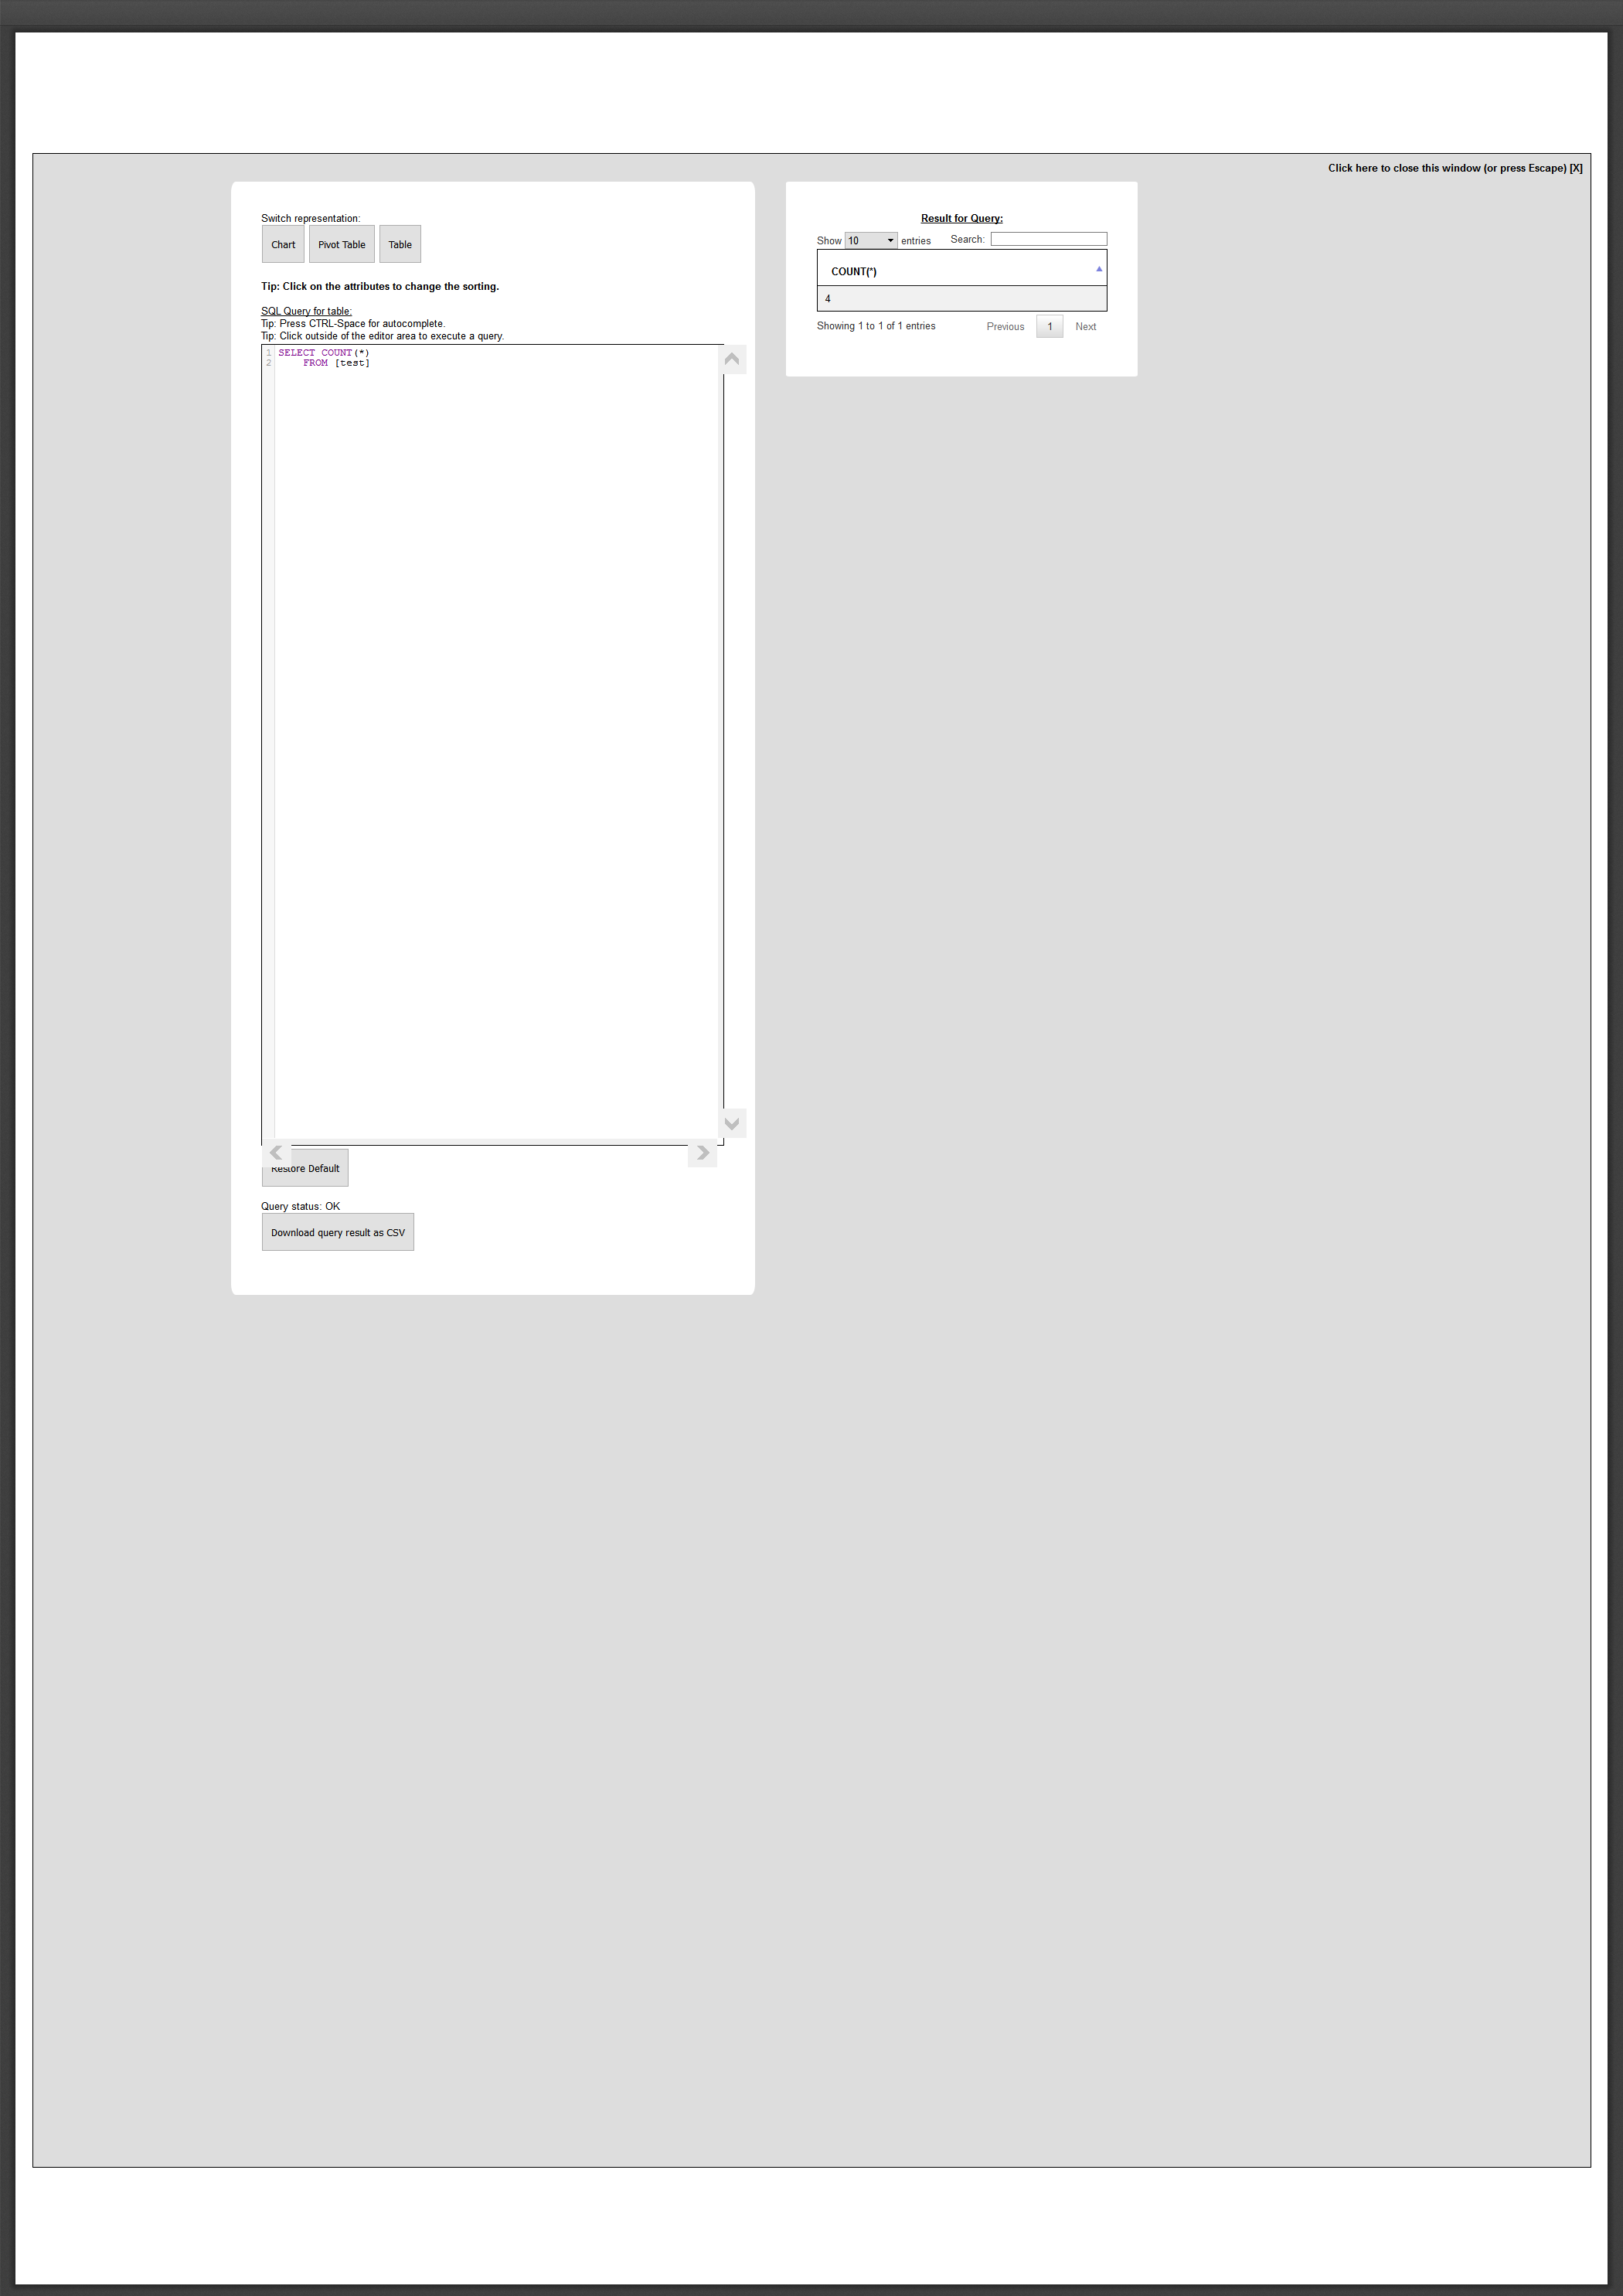 Click here to close this window (or press Escape) [X]
Switch representation:
Chart Pivot Table Table
Tip: Click on the attributes to change the sorting.
SQL Query for table:
Tip: Press CTRL-Space for autocomplete.
Tip: Click outside of the editor area to execute a query.
1 SELECT COUNT(*)
2 FROM [test]
Restore Default
Query status: OK
Download query result as CSV
Result for Query:
Show 10 entries Search:
COUNT(*)
4
Showing 1 to 1 of 1 entries Previous 1 Next